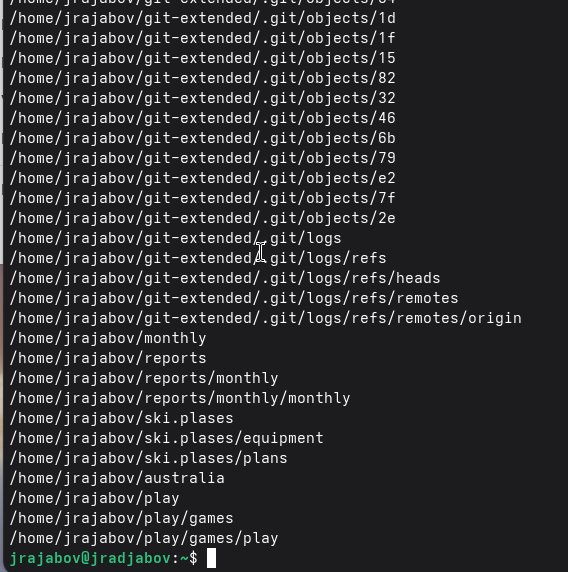 /home/jrajabov/git-extended/.git/objects/1d
/home/jrajabov/git-extended/.git/objects/1f
/home/jrajabov/git-extended/.git/objects/15
/home/jrajabov/git-extended/.git/objects/82
/home/jrajabov/git-extended/.git/objects/32
/home/jrajabov/git-extended/.git/objects/46
/home/jrajabov/git-extended/.git/objects/6b
/home/jrajabov/git-extended/.git/objects/79
/home/jrajabov/git-extended/.git/objects/e2
/home/jrajabov/git-extended/.git/objects/7f
/home/jrajabov/git-extended/.git/objects/2e
/home/jrajabov/git-extended/.git/logs
/home/jrajabov/git-extended/.git/logs/refs
/home/jrajabov/git-extended/.git/logs/refs/heads
/home/jrajabov/git-extended/.git/logs/refs/remotes
/home/jrajabov/git-extended/.git/logs/refs/remotes/origin
/home/jrajabov/monthly
/home/jrajabov/reports
/home/jrajabov/reports/monthly
/home/jrajabov/reports/monthly/monthly
/home/jrajabov/ski.plases
/home/jrajabov/ski.plases/equipment
/home/jrajabov/ski.plases/plans
/home/jrajabov/australia
/home/jrajabov/play
/home/jrajabov/play/games
/home/jrajabov/play/games/play
jrajabov@jradjabov:~$